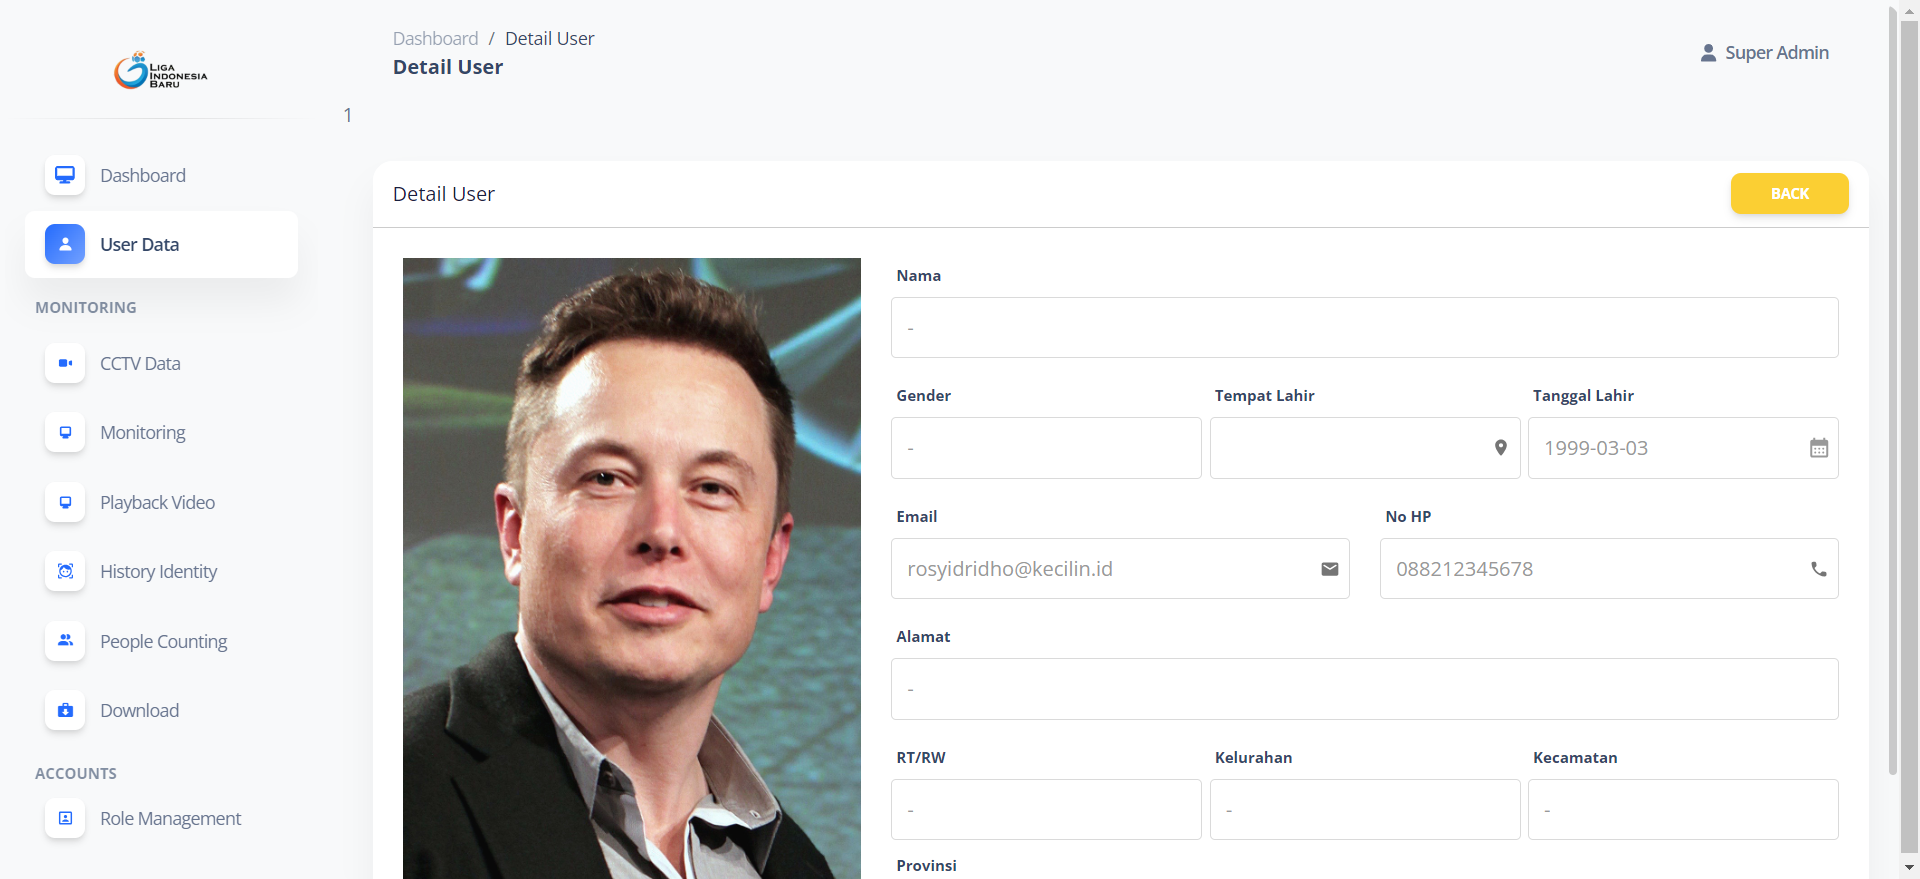 LIGA
INDONESIA
BARU
Dashboard
User Data
MONITORING
CCTV Data
Monitoring
Playback Video
History Identity
People Counting
Download
ACCOUNTS
Role Management
Dashboard / Detail User
Detail User
Super Admin
1
Detail User
BACK
Nama
-
Gender
Tempat Lahir
Tanggal Lahir
-
1999-03-03
Email
No HP
rosyidridho@kecilin.id
088212345678
Alamat
-
RT/RW
Kelurahan
Kecamatan
-
-
-
Provinsi